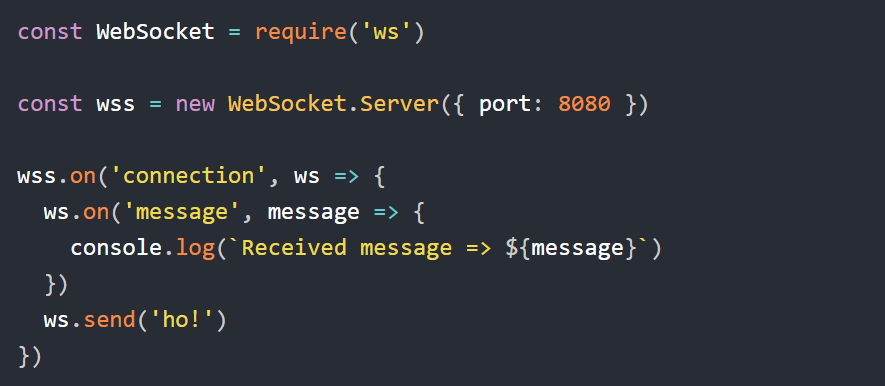 const WebSocket = require('ws')
const wss = new WebSocket.Server({ port: 8080 })
wss.on('connection', ws => {
  ws.on('message', message => {
    console.log(`Received message => ${message}`)
  })
  ws.send('ho!')
})